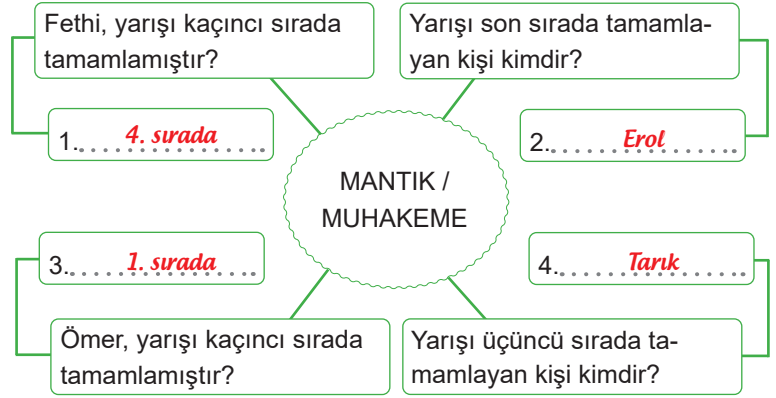 Fethi, yarışı kaçıncı sırada
tamamlamıştır?
1. 4. sırada
Yarışı son sırada tamamla-
yan kişi kimdir?
2. Erol
MANTIK /
MUHAKEME
3. 1. sırada
Ömer, yarışı kaçıncı sırada
tamamlamıştır?
4. Tarık
Yarışı üçüncü sırada ta-
mamlayan kişi kimdir?